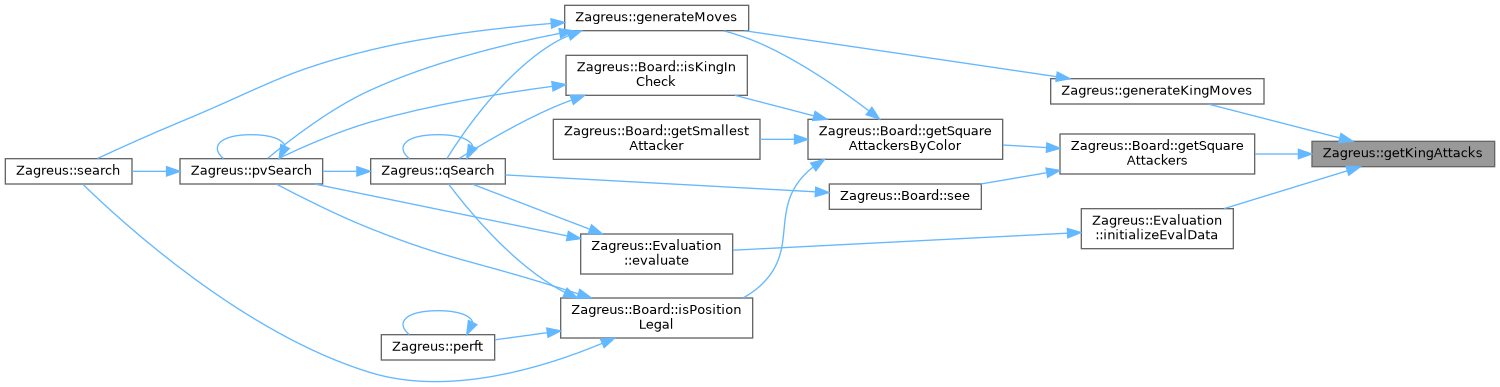 Zagreus::generateMoves
Zagreus::Board::isKingIn
Check
Zagreus::generateKingMoves
Zagreus::Board::getSmallest
Attacker
Zagreus::Board::getSquare
AttackersByColor
Zagreus::Board::getSquare
Attackers
Zagreus::getKingAttacks
Zagreus::search
Zagreus::pvSearch
Zagreus::qSearch
Zagreus::Board::see
Zagreus::Evaluation
::initializeEvalData
Zagreus::Evaluation
::evaluate
Zagreus::Board::isPosition
Legal
Zagreus::perft